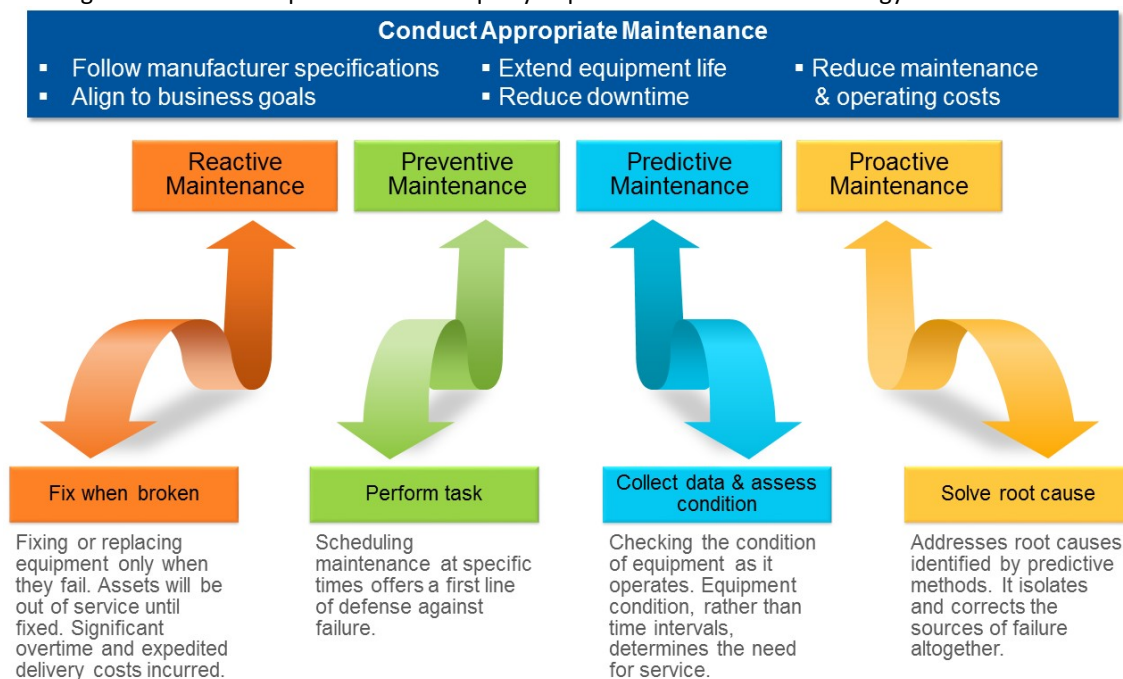 Conduct Appropriate Maintenance
▪ Follow manufacturer specifications
▪ Align to business goals
▪ Extend equipment life
▪ Reduce downtime
▪ Reduce maintenance
& operating costs
Reactive
Maintenance
Preventive
Maintenance
Predictive
Maintenance
Proactive
Maintenance
Fix when broken
Perform task
Collect data & assess
condition
Solve root cause
Fixing or replacing
equipment only when
they fail. Assets will be
out of service until
fixed. Significant
overtime and expedited
delivery costs incurred.
Scheduling
maintenance at specific
times offers a first line
of defense against
failure.
Checking the condition
of equipment as it
operates. Equipment
condition, rather than
time intervals,
determines the need
for service.
Addresses root causes
identified by predictive
methods. It isolates
and corrects the
sources of failure
altogether.